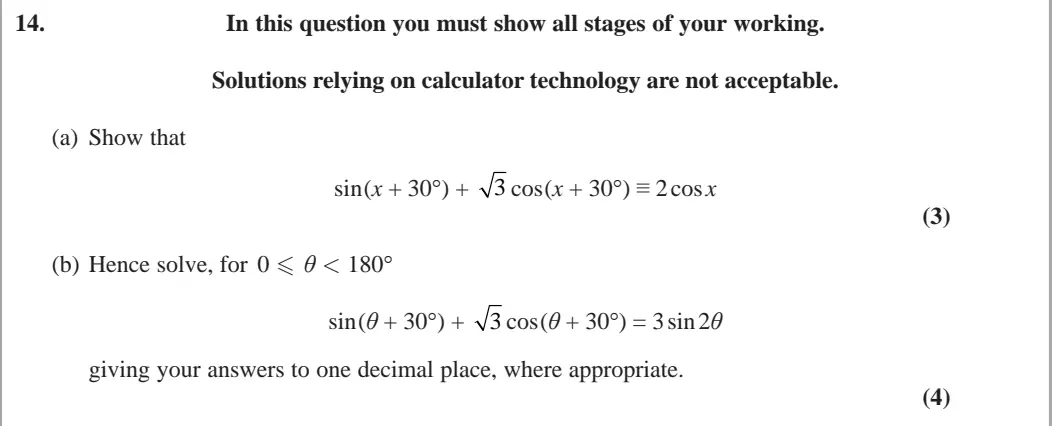 14. In this question you must show all stages of your working.
Solutions relying on calculator technology are not acceptable.
(a) Show that
sin(x + 30°) + √3 cos(x + 30°) ≡ 2 cos x
(3)
(b) Hence solve, for 0 ⩽ θ < 180°
sin(θ + 30°) + √3 cos(θ + 30°) = 3 sin 2θ
giving your answers to one decimal place, where appropriate.
(4)